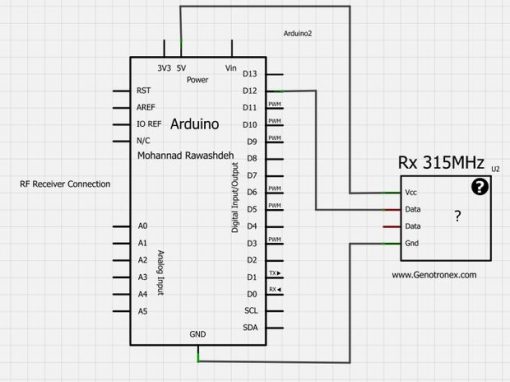 Arduino2
3V3
5V
Vin
Power
D13
RST
D12
AREF
PWM
D11
IO REF
Arduino
PWM
D10
N/C
PWM
D9
Mohannad Rawashdeh
D8
D7
Rx 315MHz
U2
RF Receiver Connection
Digital Input/Output
PWM
D6
Vcc
?
PWM
D5
Data
?
A0
D4
Data
A1
PWM
D3
Gnd
A2
Analog Input
D2
A3
D1
TX
www.Genotronex.com
A4
D0
RX
A5
SCL
SDA
GND